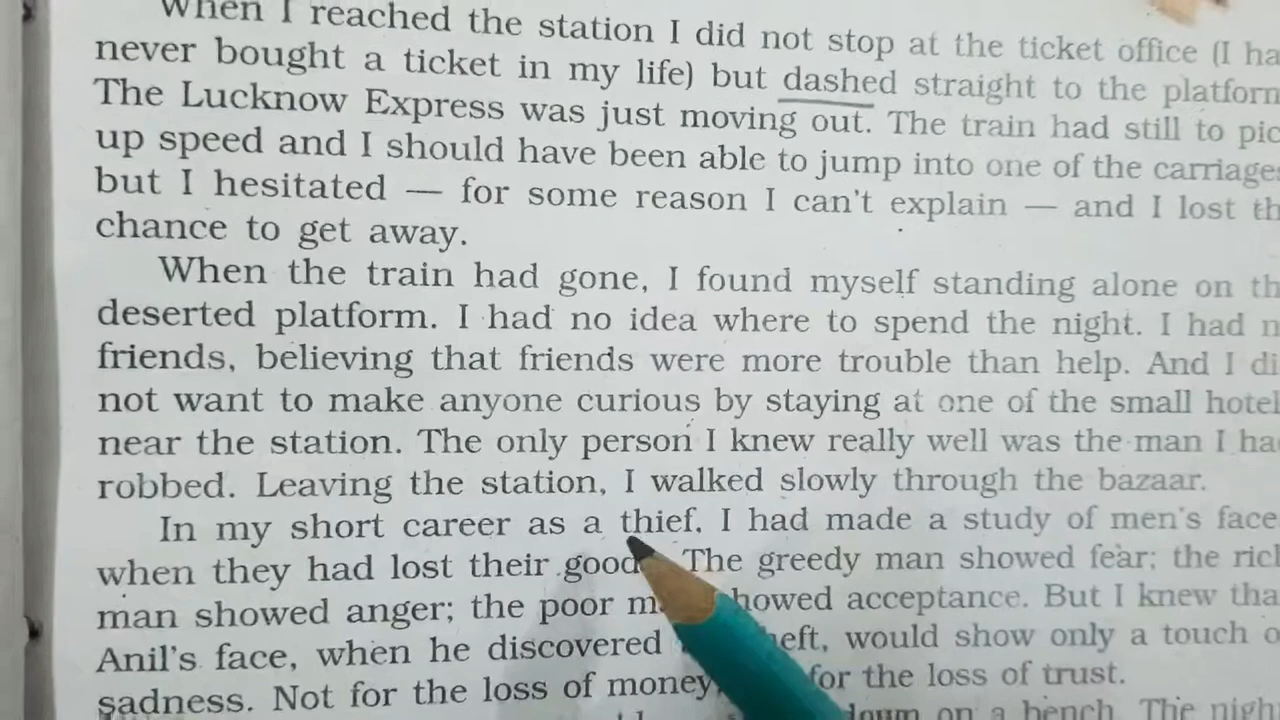 When I reached the station I did not stop at the ticket office (I ha
never bought a ticket in my life) but dashed straight to the platform
The Lucknow Express was just moving out. The train had still to pic
up speed and I should have been able to jump into one of the carriages
but I hesitated — for some reason I can't explain — and I lost th
chance to get away.
When the train had gone, I found myself standing alone on th
deserted platform. I had no idea where to spend the night. I had n
friends, believing that friends were more trouble than help. And I di
not want to make anyone curious by staying at one of the small hotel
near the station. The only person I knew really well was the man I ha
robbed. Leaving the station, I walked slowly through the bazaar.
In my short career as a thief, I had made a study of men's face
when they had lost their good The greedy man showed fear; the rich
man showed anger; the poor m howed acceptance. But I knew tha
Anil's face, when he discovered eft, would show only a touch o
sadness. Not for the loss of money, for the loss of trust.
down on a bench. The night